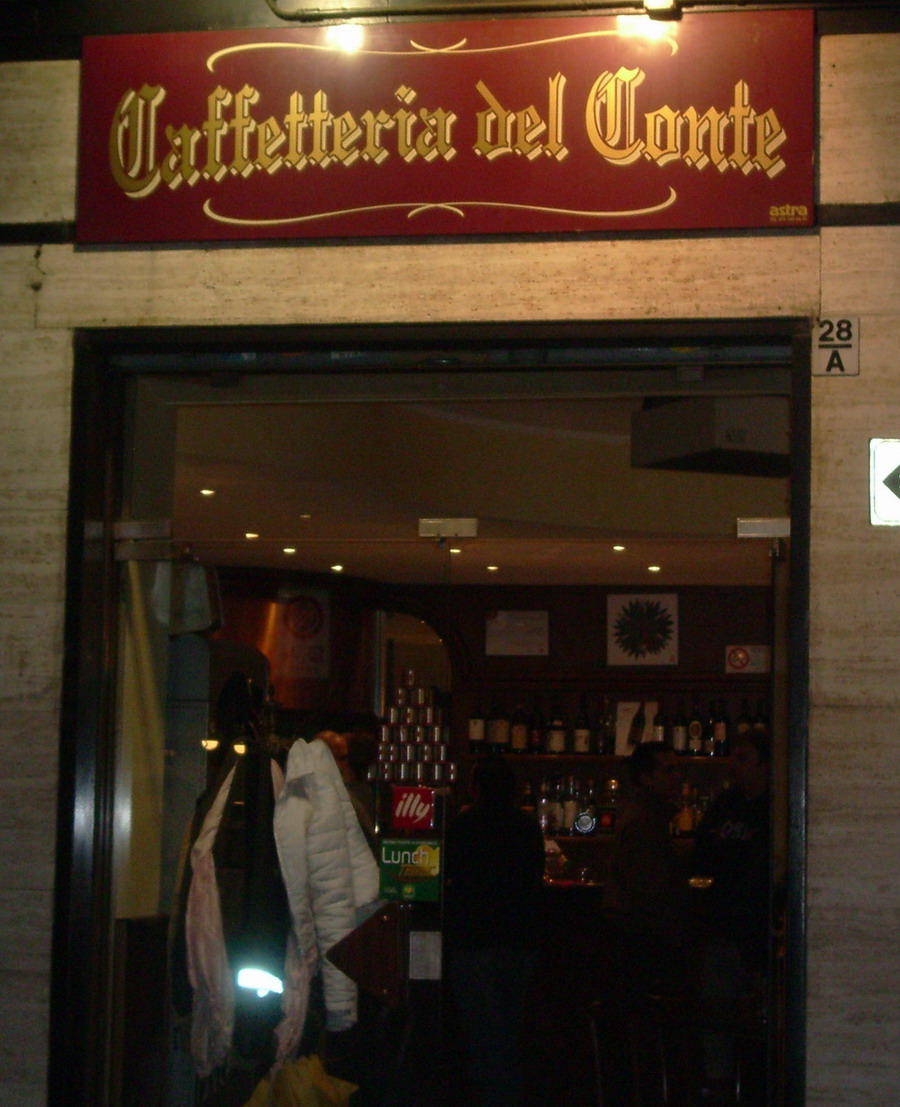 Caffetteria del Conte
astra
28
A
illy
Lunch